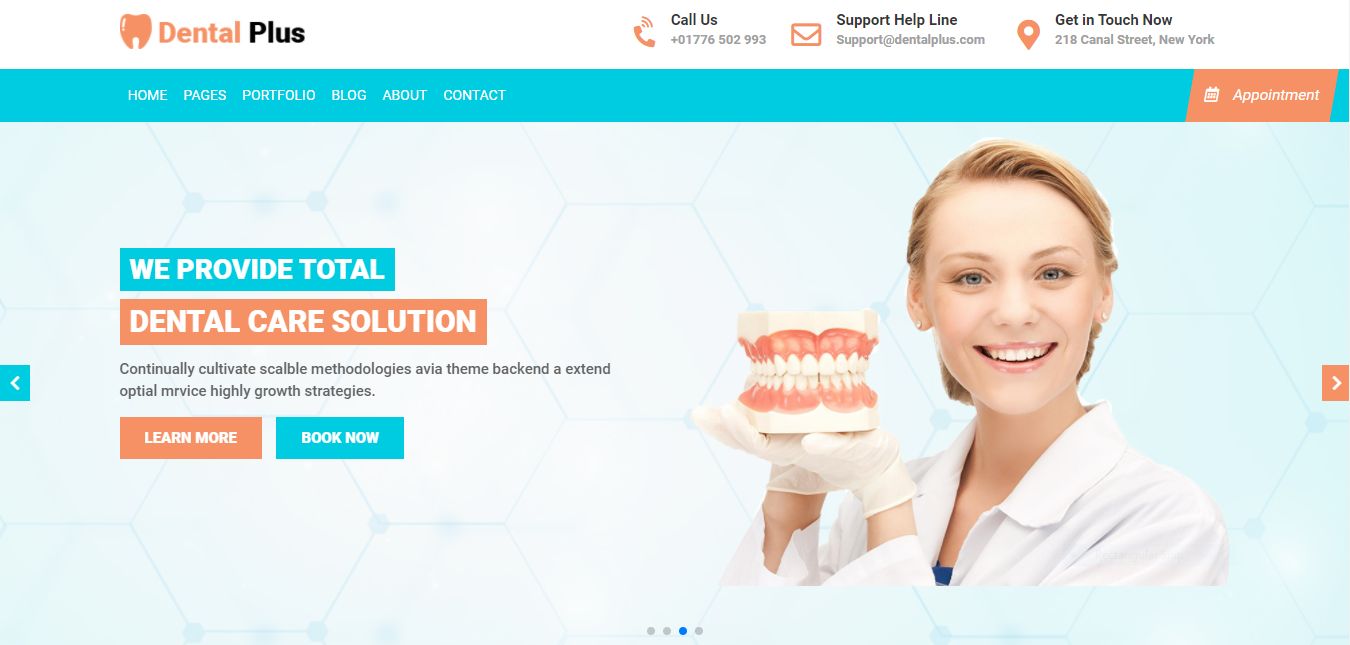 Dental Plus
Call Us
+01776 502 993
Support Help Line
Support@dentalplus.com
Get in Touch Now
218 Canal Street, New York
HOME PAGES PORTFOLIO BLOG ABOUT CONTACT
Appointment
WE PROVIDE TOTAL
DENTAL CARE SOLUTION
Continually cultivate scalble methodologies avia theme backend a extend
optial mrvice highly growth strategies.
LEARN MORE BOOK NOW